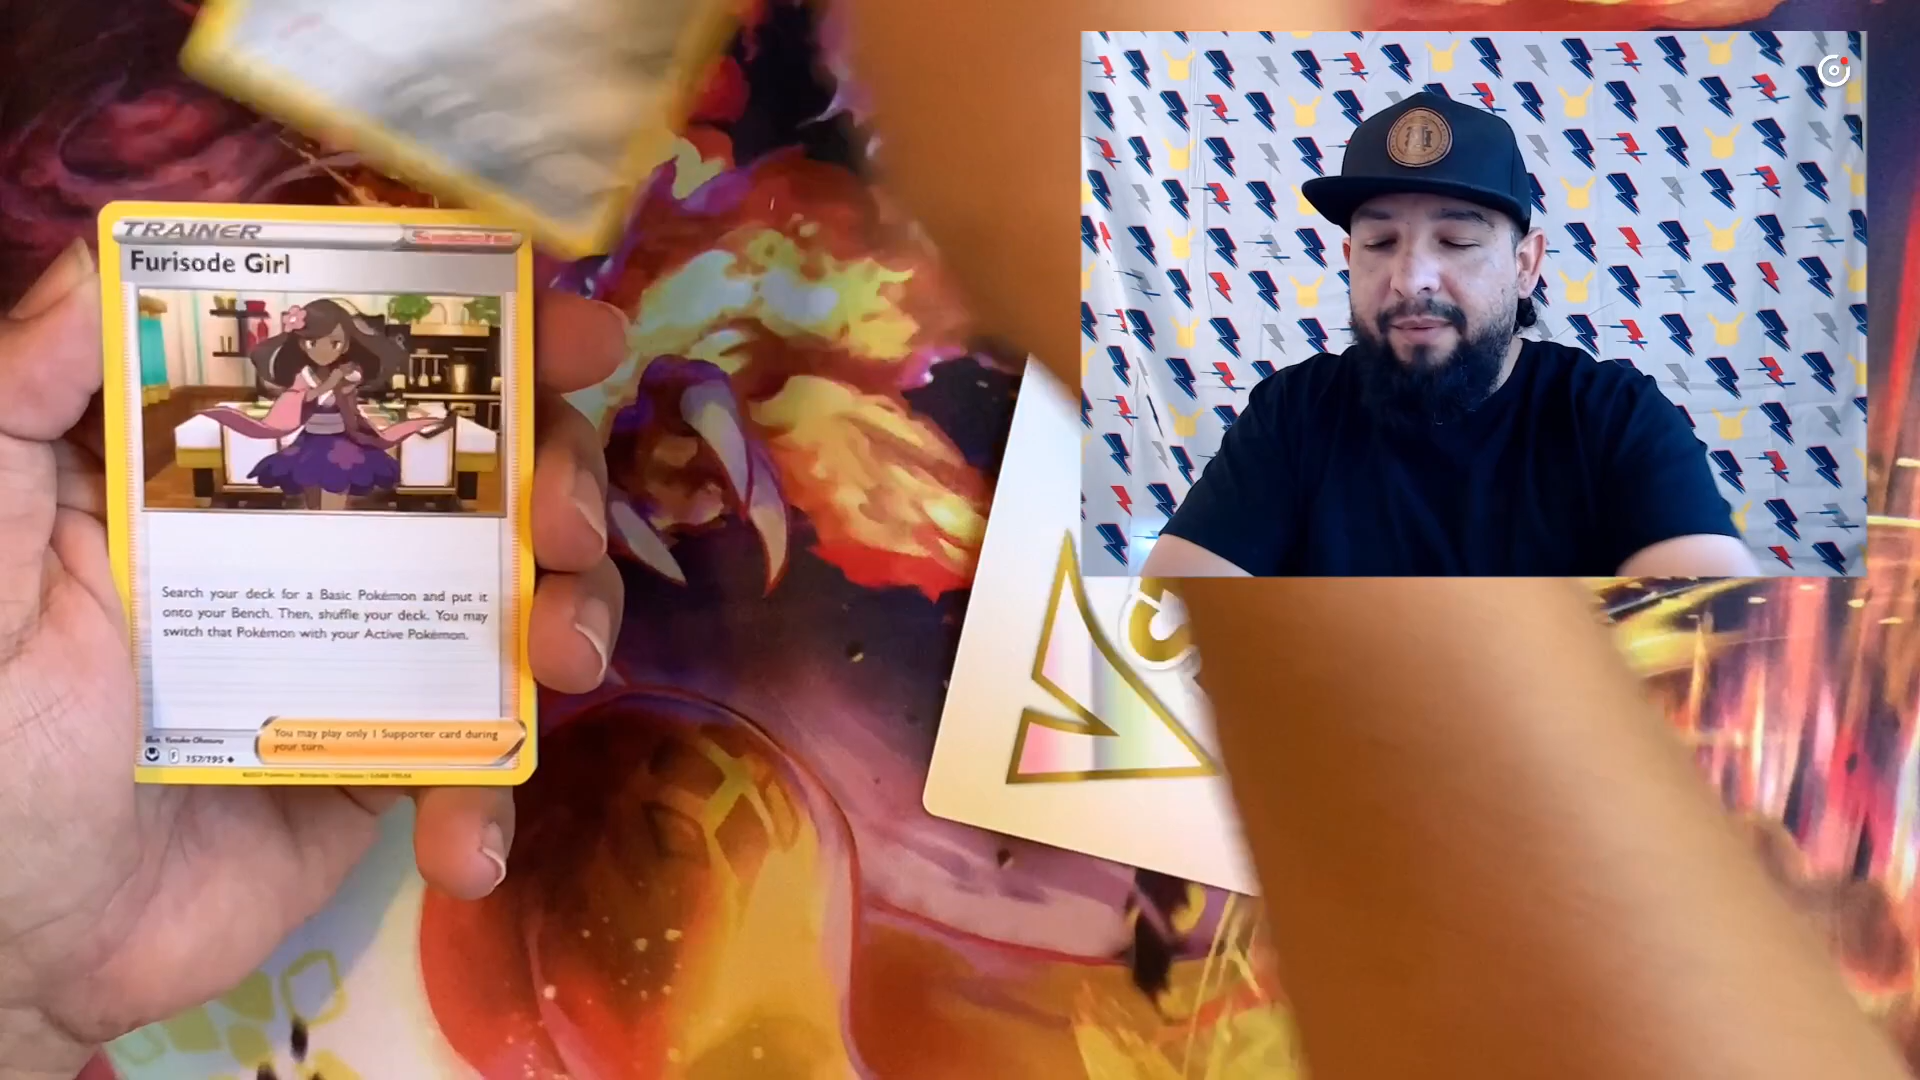 TRAINER
Supporter
Furisode Girl
Search your deck for a Basic Pokémon and put it
onto your Bench. Then, shuffle your deck. You may
switch that Pokémon with your Active Pokémon.
You may play only 1 Supporter card during
your turn.
F 157/195